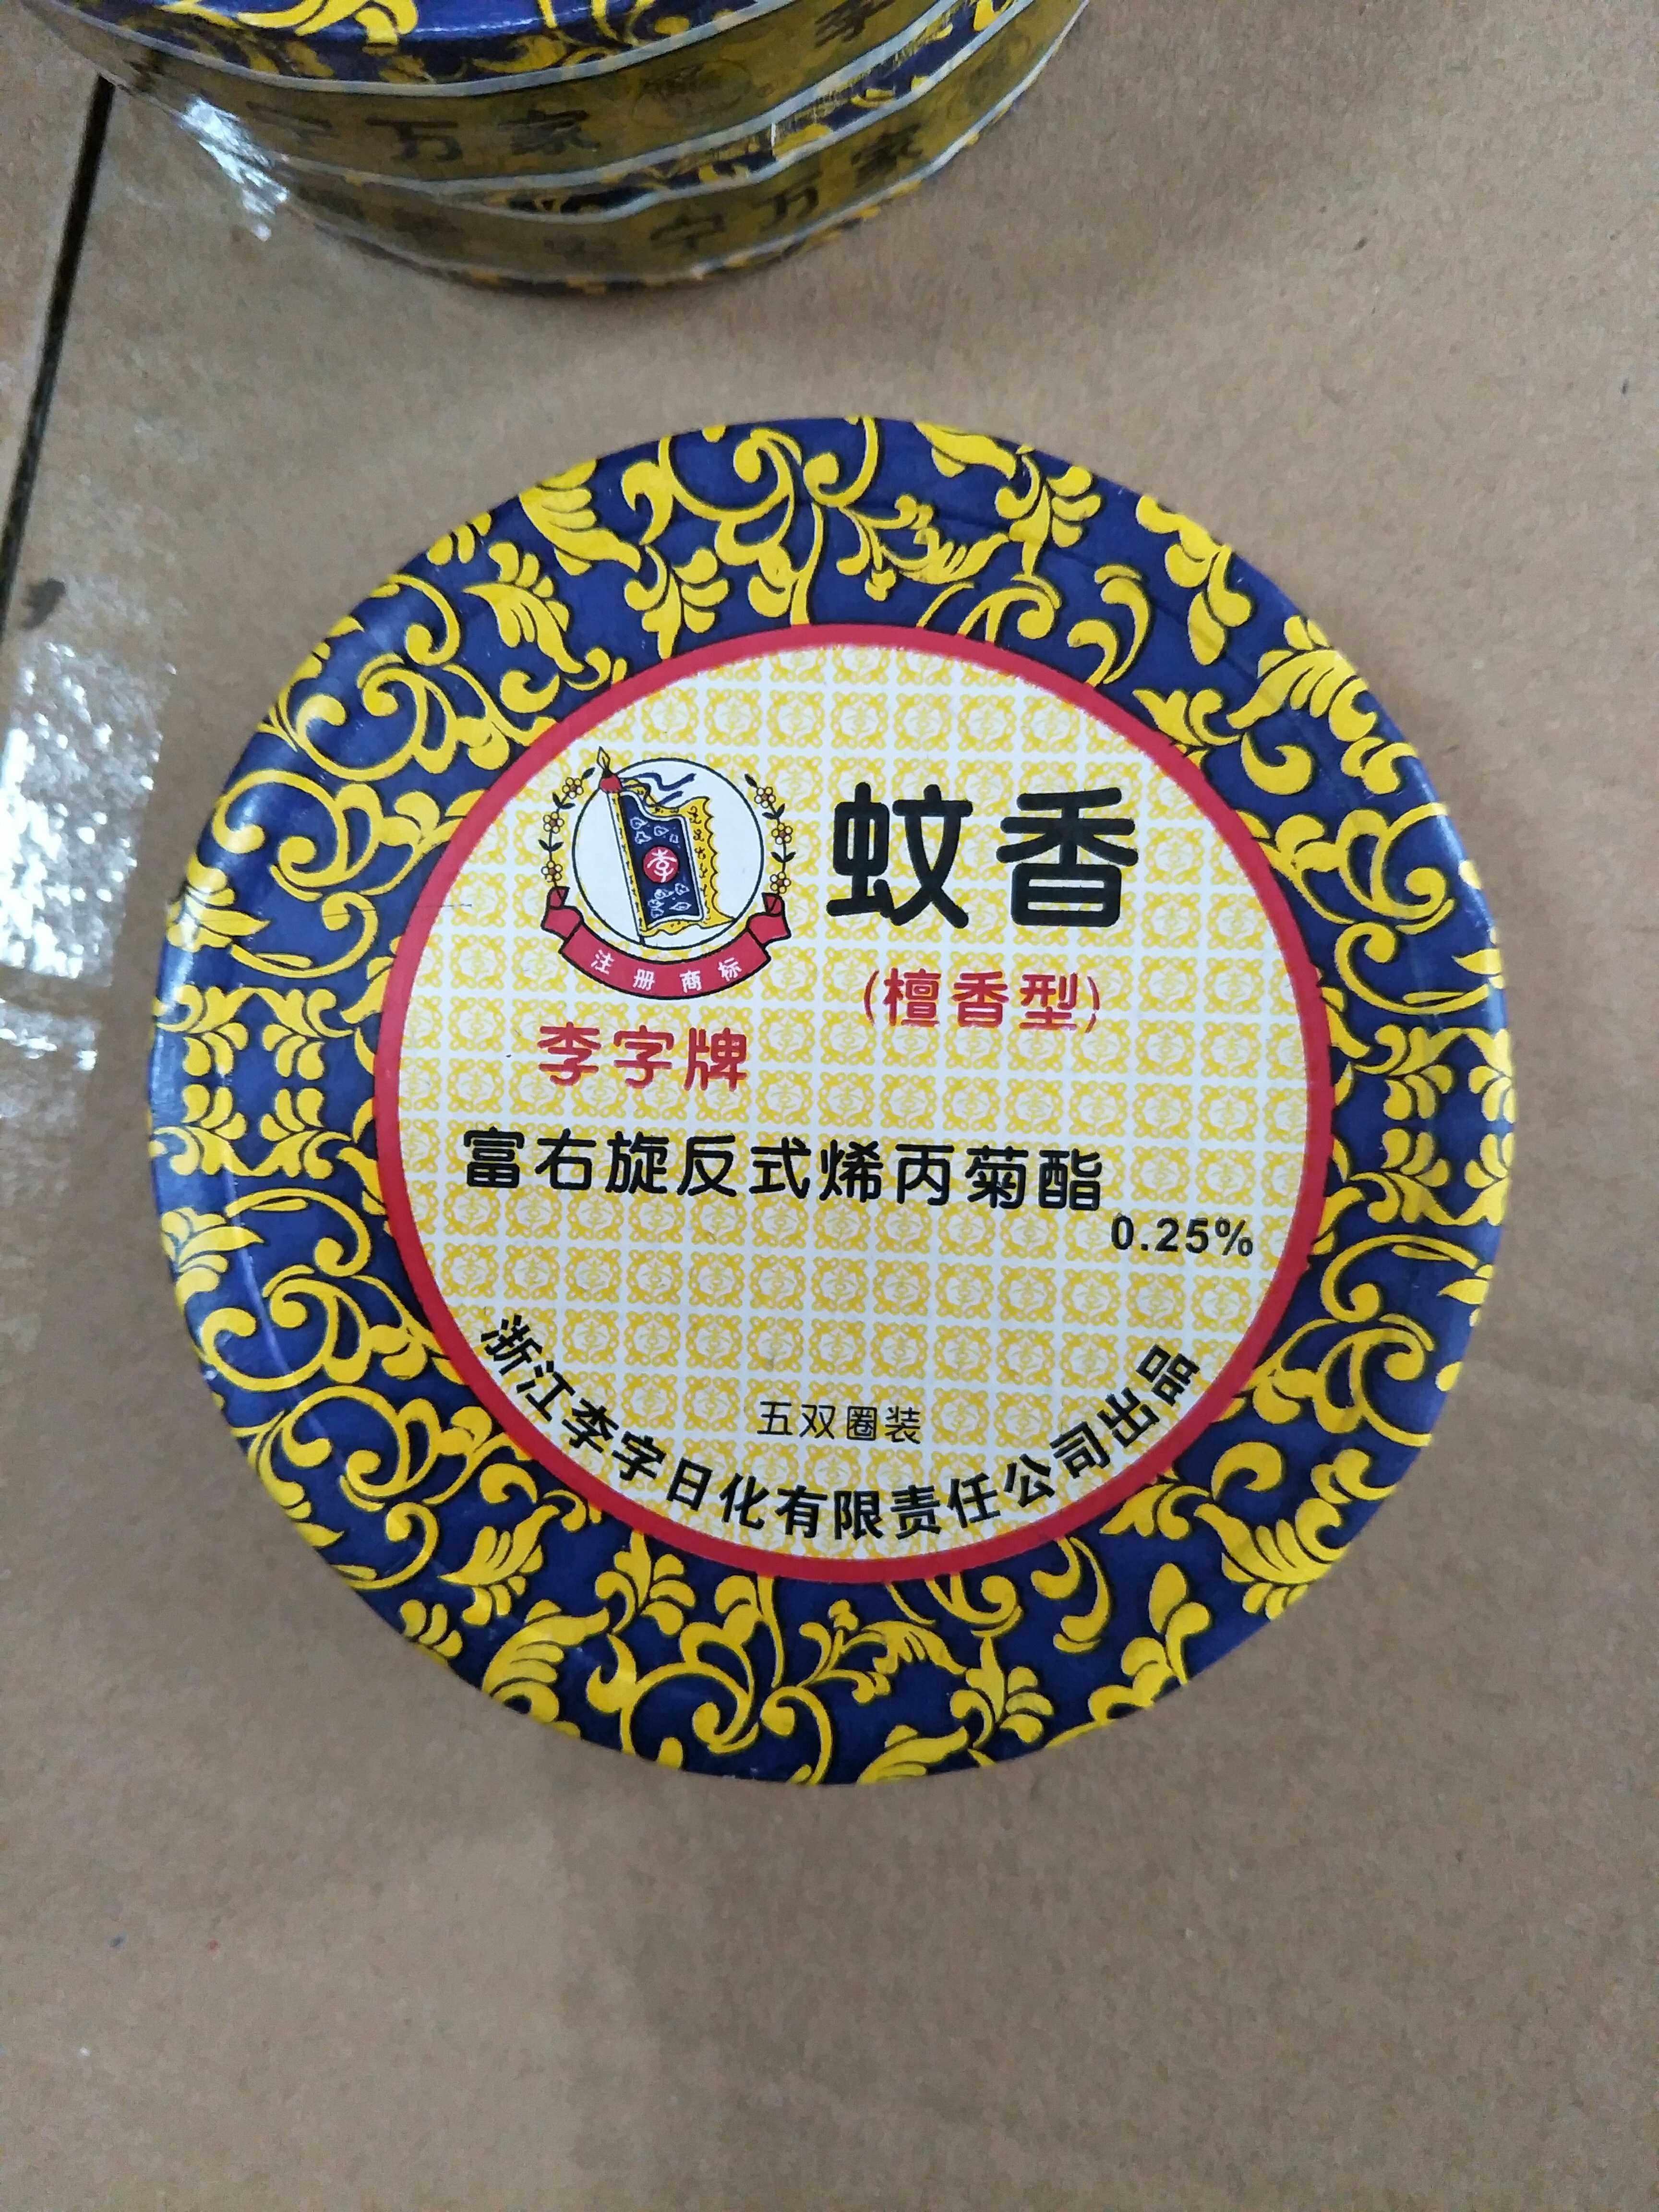 宁万家
宁万家
蚊香
李
注册商标
(檀香型)
李字牌
富右旋反式烯丙菊酯
0.25%
五双圈装
浙江李字日化有限责任公司出品